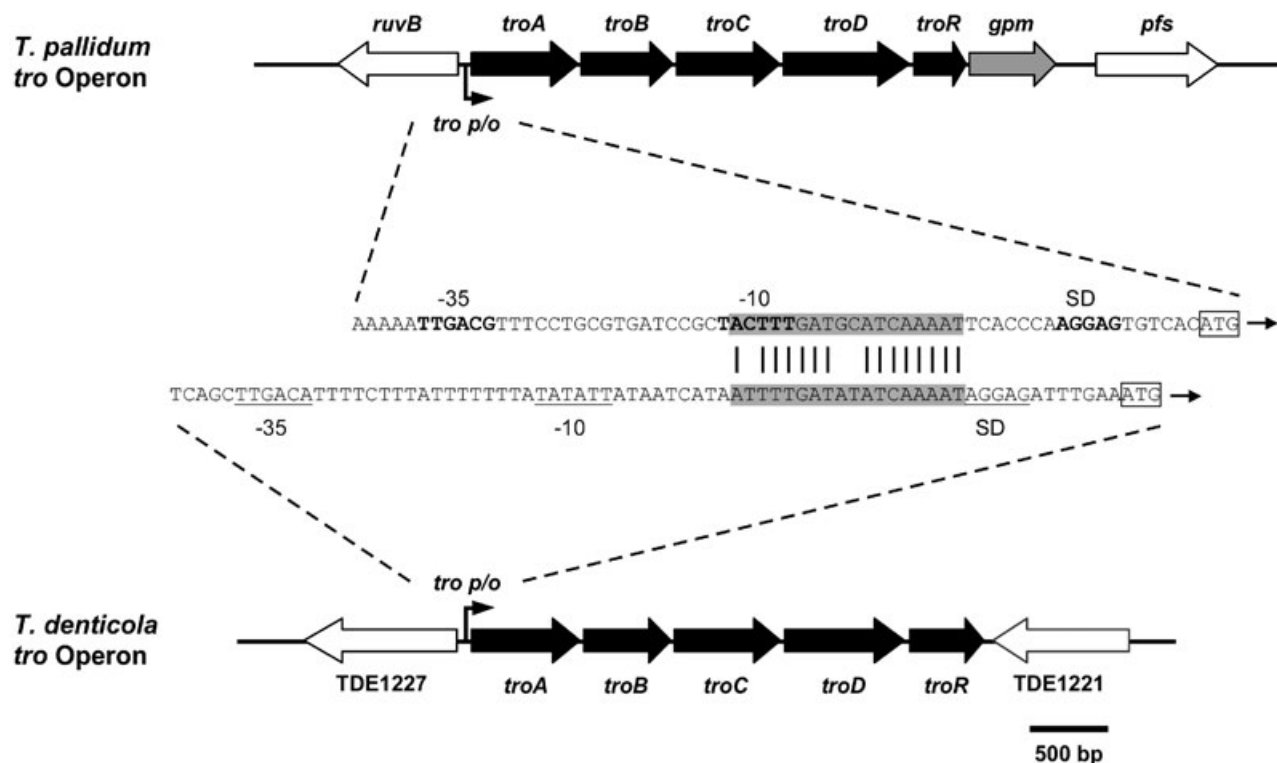 T. pallidum
tro Operon
ruvB troA troB troC troD troR gpm pfs
tro p/o
-35 -10 SD
AAAAATTGACGTTTCCTGCGTGATCCGCTACTTTGATGCATCAAAATTCACCCAAGGAGTGTCACATG
TCAGCTTGACATTTTCTTTATTTTTTTATATATTATAATCATAATTTTGATATATCAAAATAGGAGATTTGAAATG
-35 -10 SD
tro p/o
T. denticola
tro Operon
TDE1227 troA troB troC troD troR TDE1221
500 bp